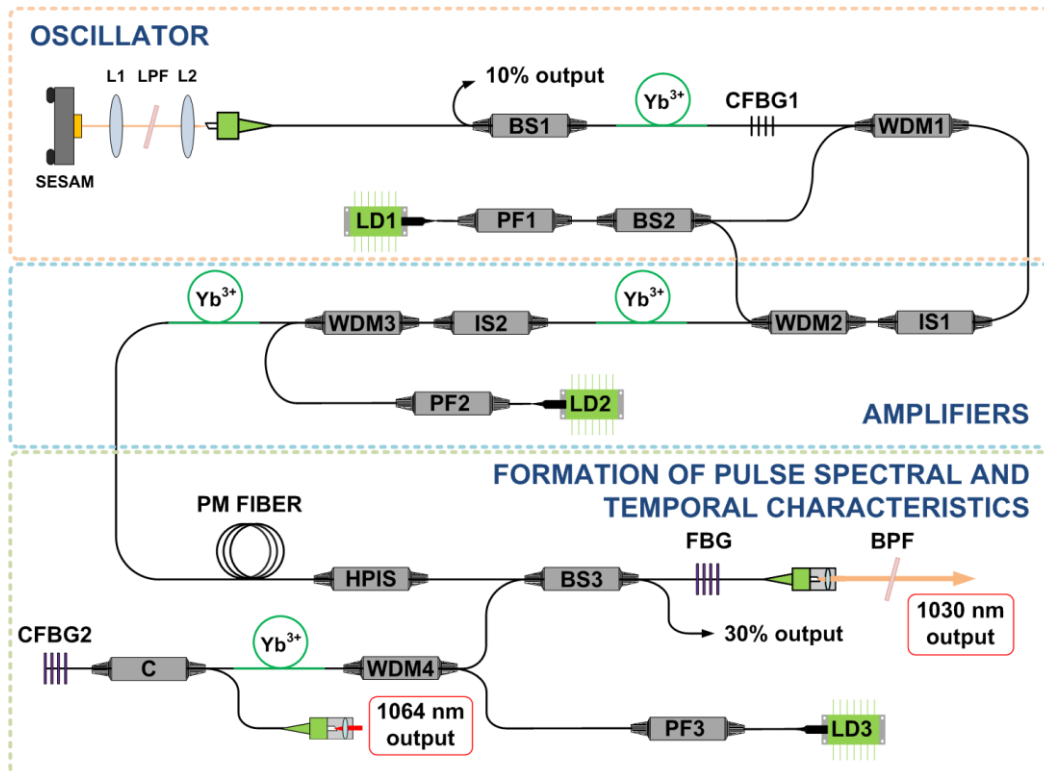 OSCILLATOR
L1 LPF L2
SESAM
10% output
BS1
Yb³⁺
CFBG1
WDM1
LD1
PF1
BS2
Yb³⁺
WDM3
IS2
Yb³⁺
WDM2
IS1
PF2
LD2
AMPLIFIERS
FORMATION OF PULSE SPECTRAL AND
TEMPORAL CHARACTERISTICS
PM FIBER
HPIS
BS3
FBG
BPF
1030 nm
output
30% output
CFBG2
C
Yb³⁺
WDM4
1064 nm
output
PF3
LD3